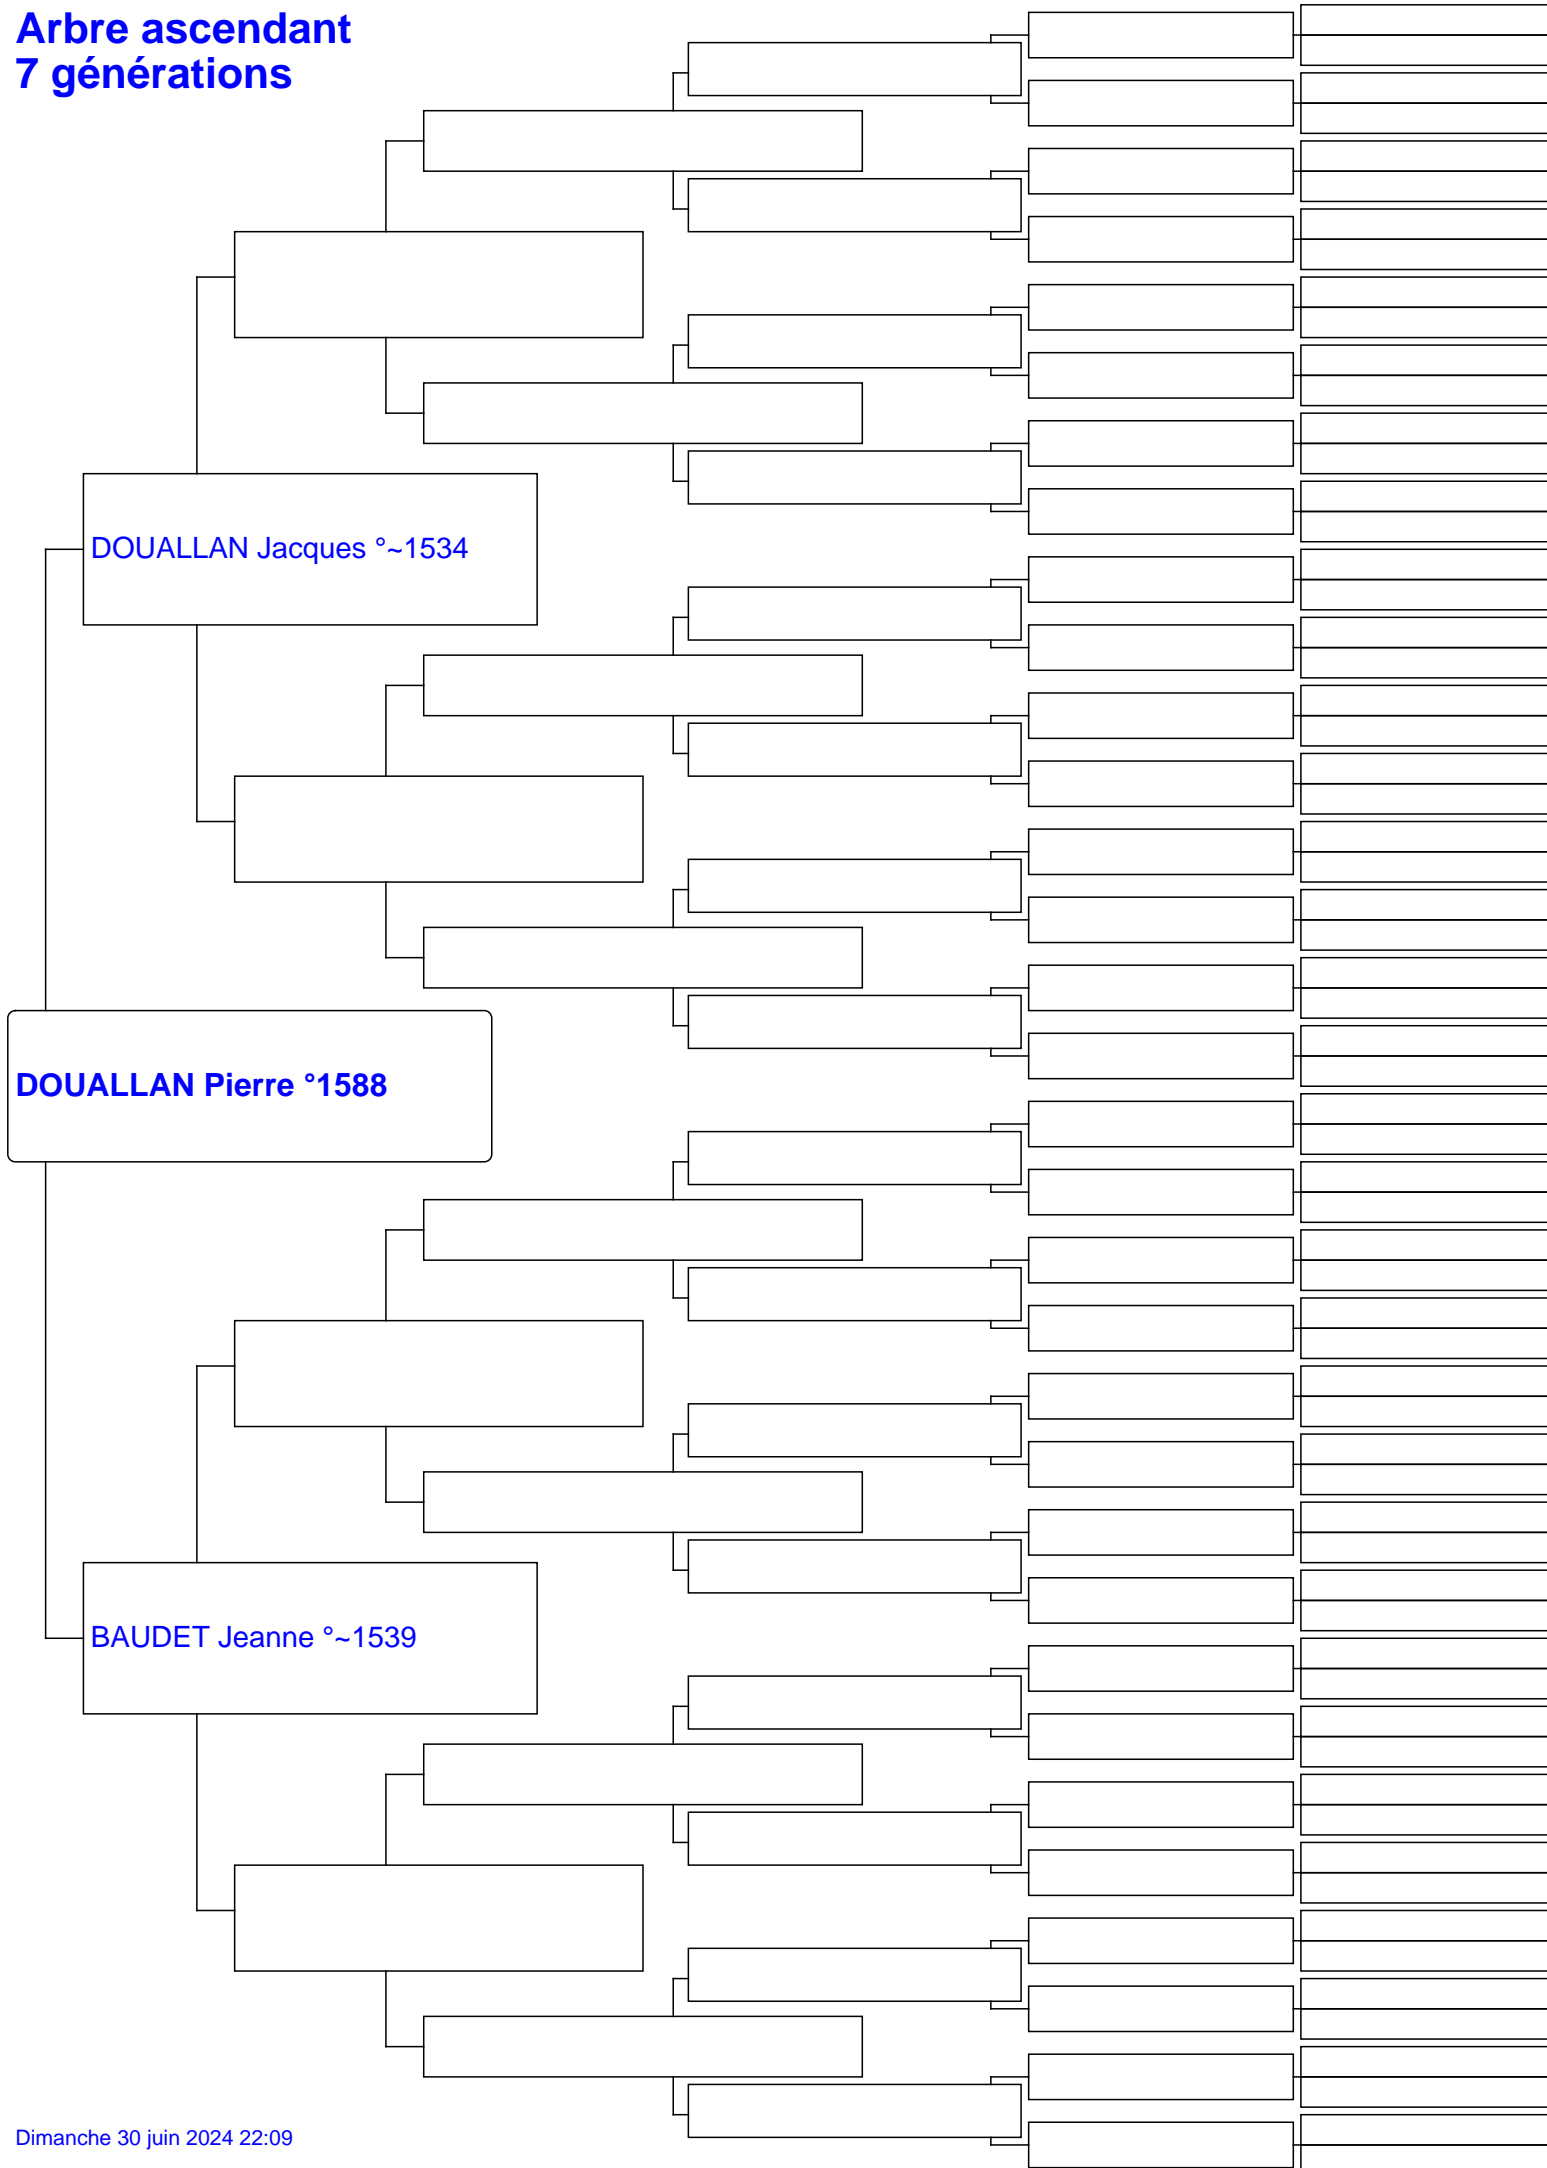 Arbre ascendant
7 générations
DOUALLAN Jacques °~1534
DOUALLAN Pierre °1588
BAUDET Jeanne °~1539
Dimanche 30 juin 2024 22:09